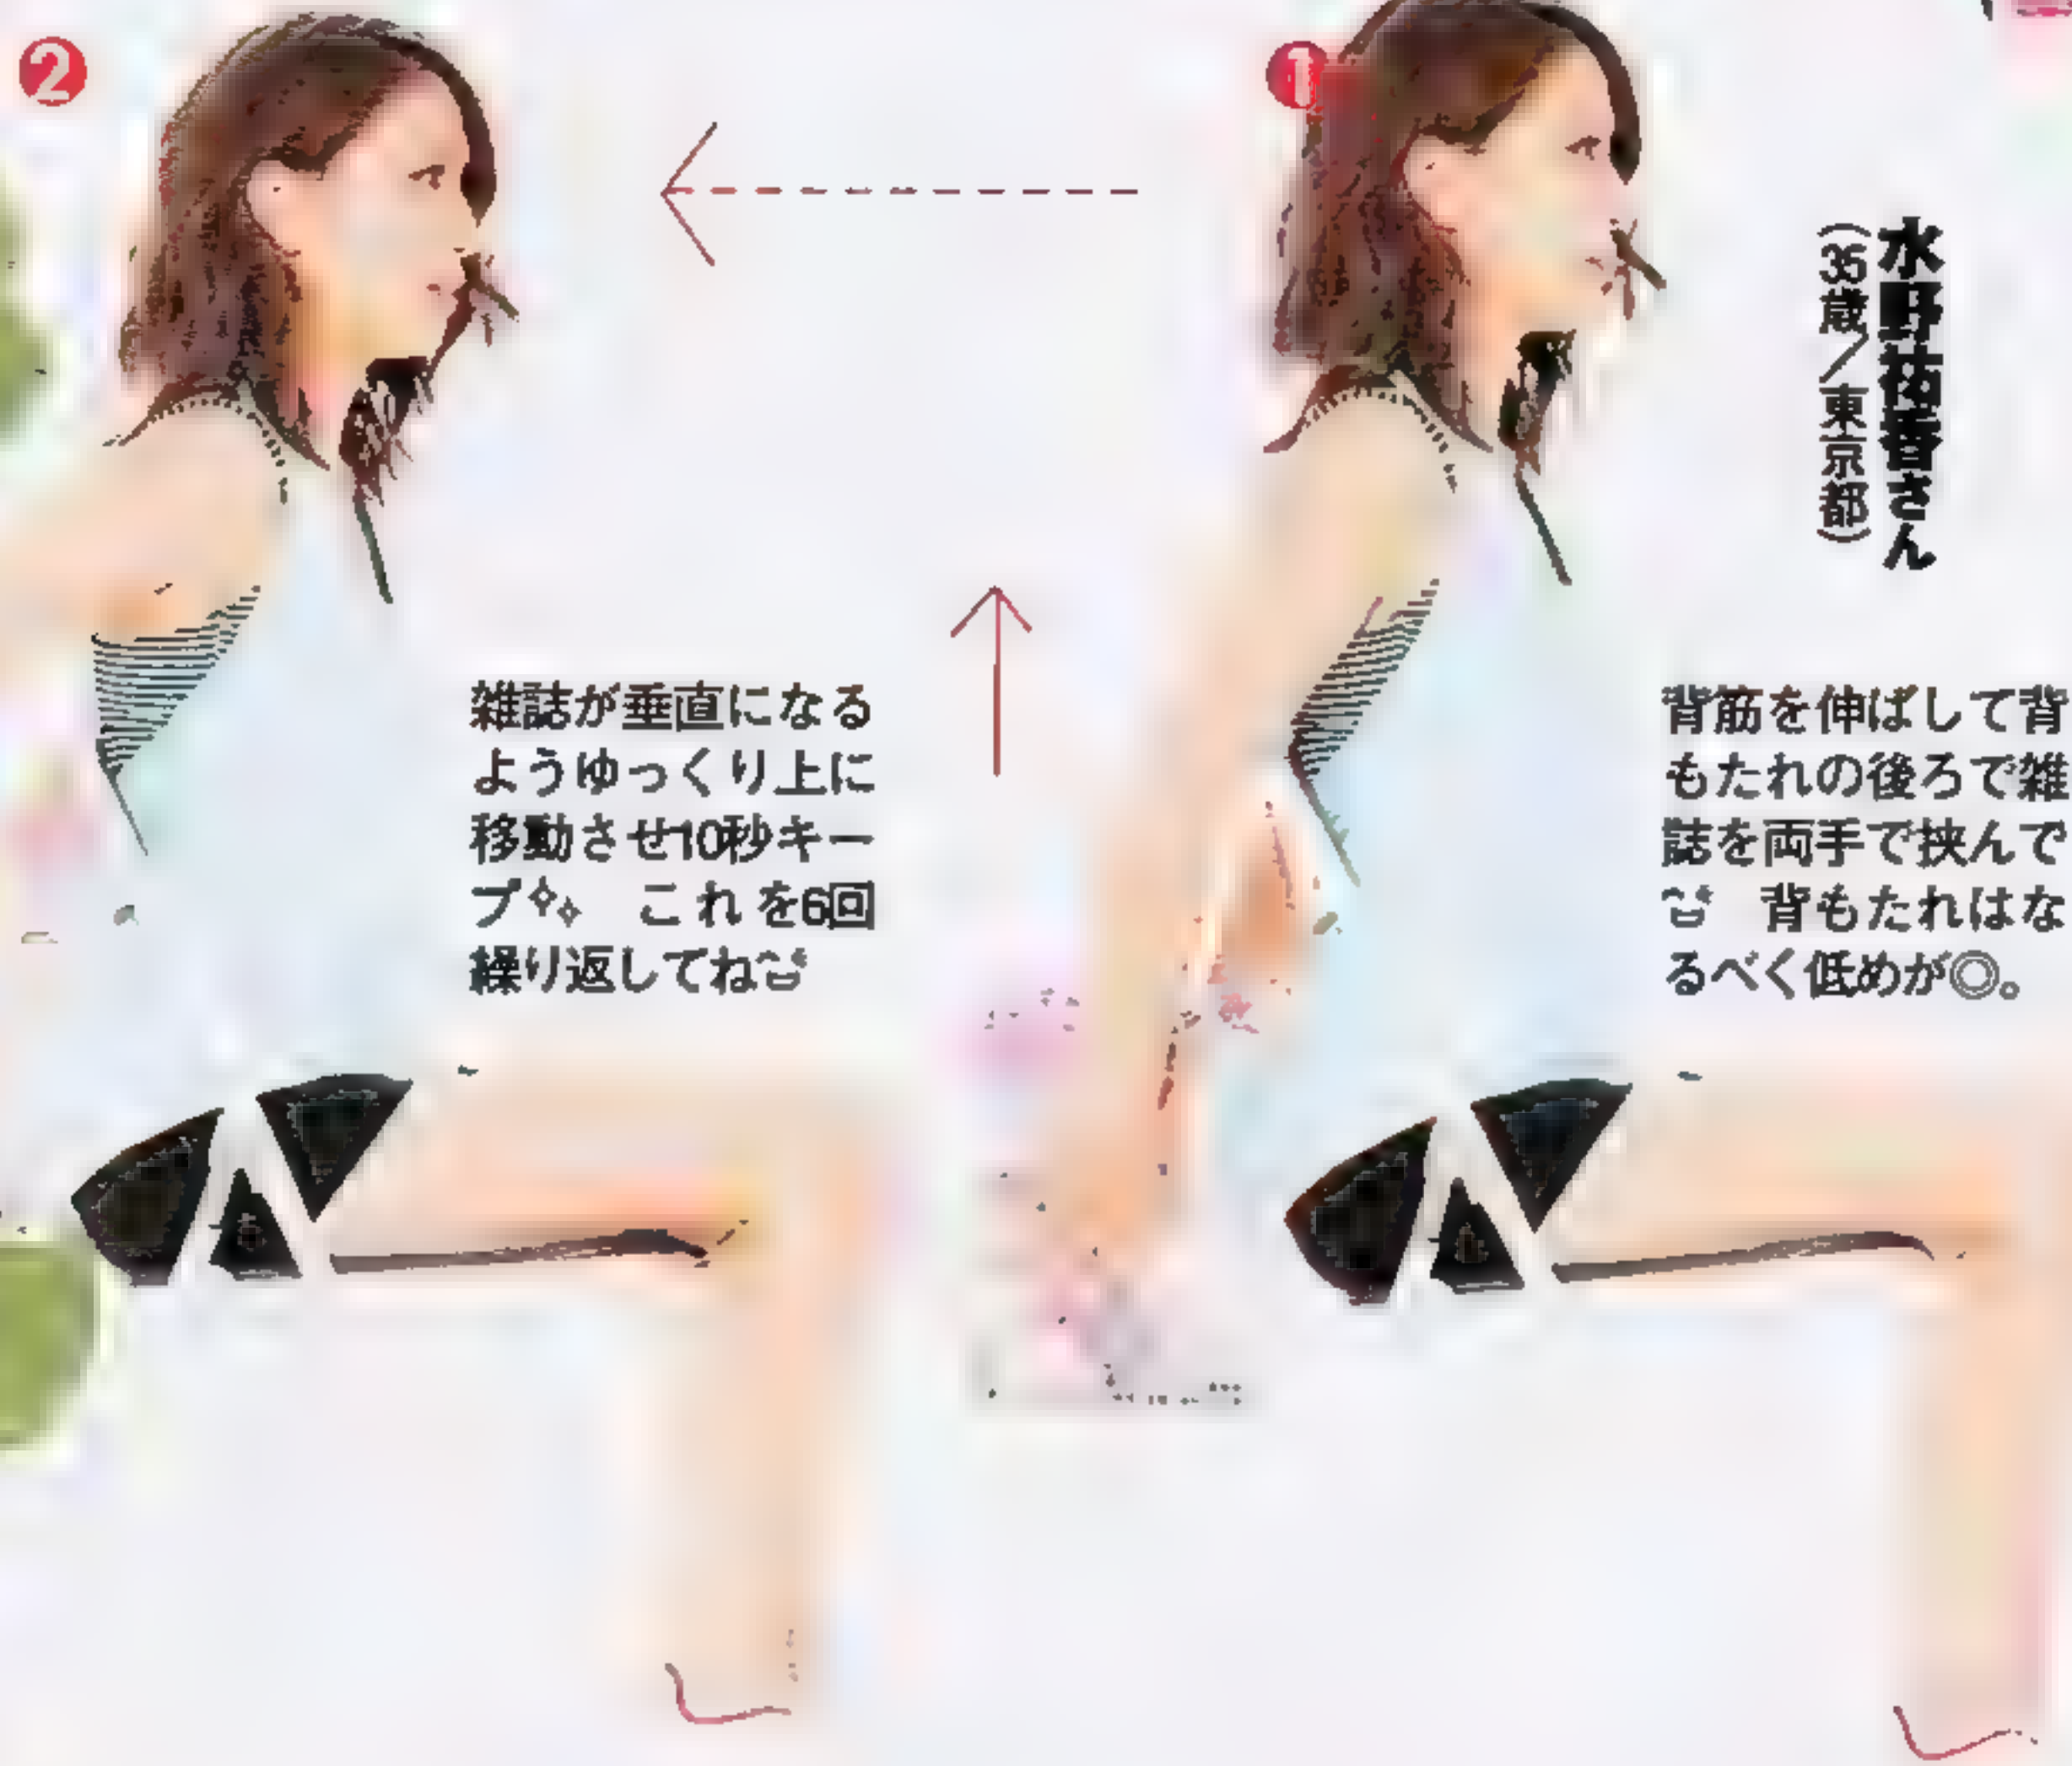 ❶
水野祐香さん
（35歳／東京都）
背筋を伸ばして背
もたれの後ろで雑
誌を両手で挟んで
背もたれはな
るべく低めが◎。
❷
雑誌が垂直になる
ようゆっくり上に
移動させ10秒キー
プ これを6回
繰り返してね